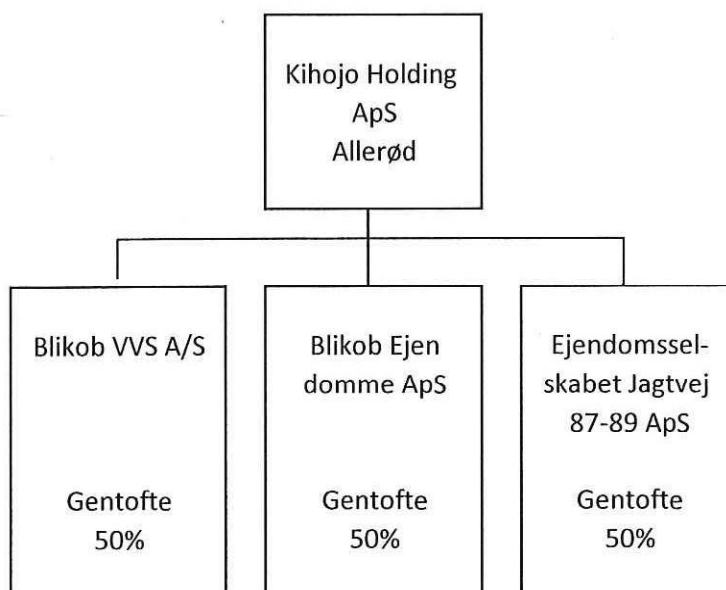 Kihojo Holding
ApS
Allerød
Blikob VVS A/S
Gentofte
50%
Blikob Ejen
domme ApS
Gentofte
50%
Ejendomssel-
skabet Jagtvej
87-89 ApS
Gentofte
50%